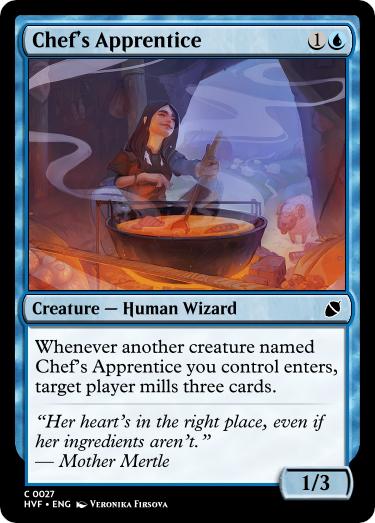 Chef's Apprentice 1
Creature — Human Wizard
Whenever another creature named
Chef's Apprentice you control enters,
target player mills three cards.
“Her heart's in the right place, even if
her ingredients aren't.”
— Mother Mertle
1/3
C 0027
HVF • ENG Veronika Firsova